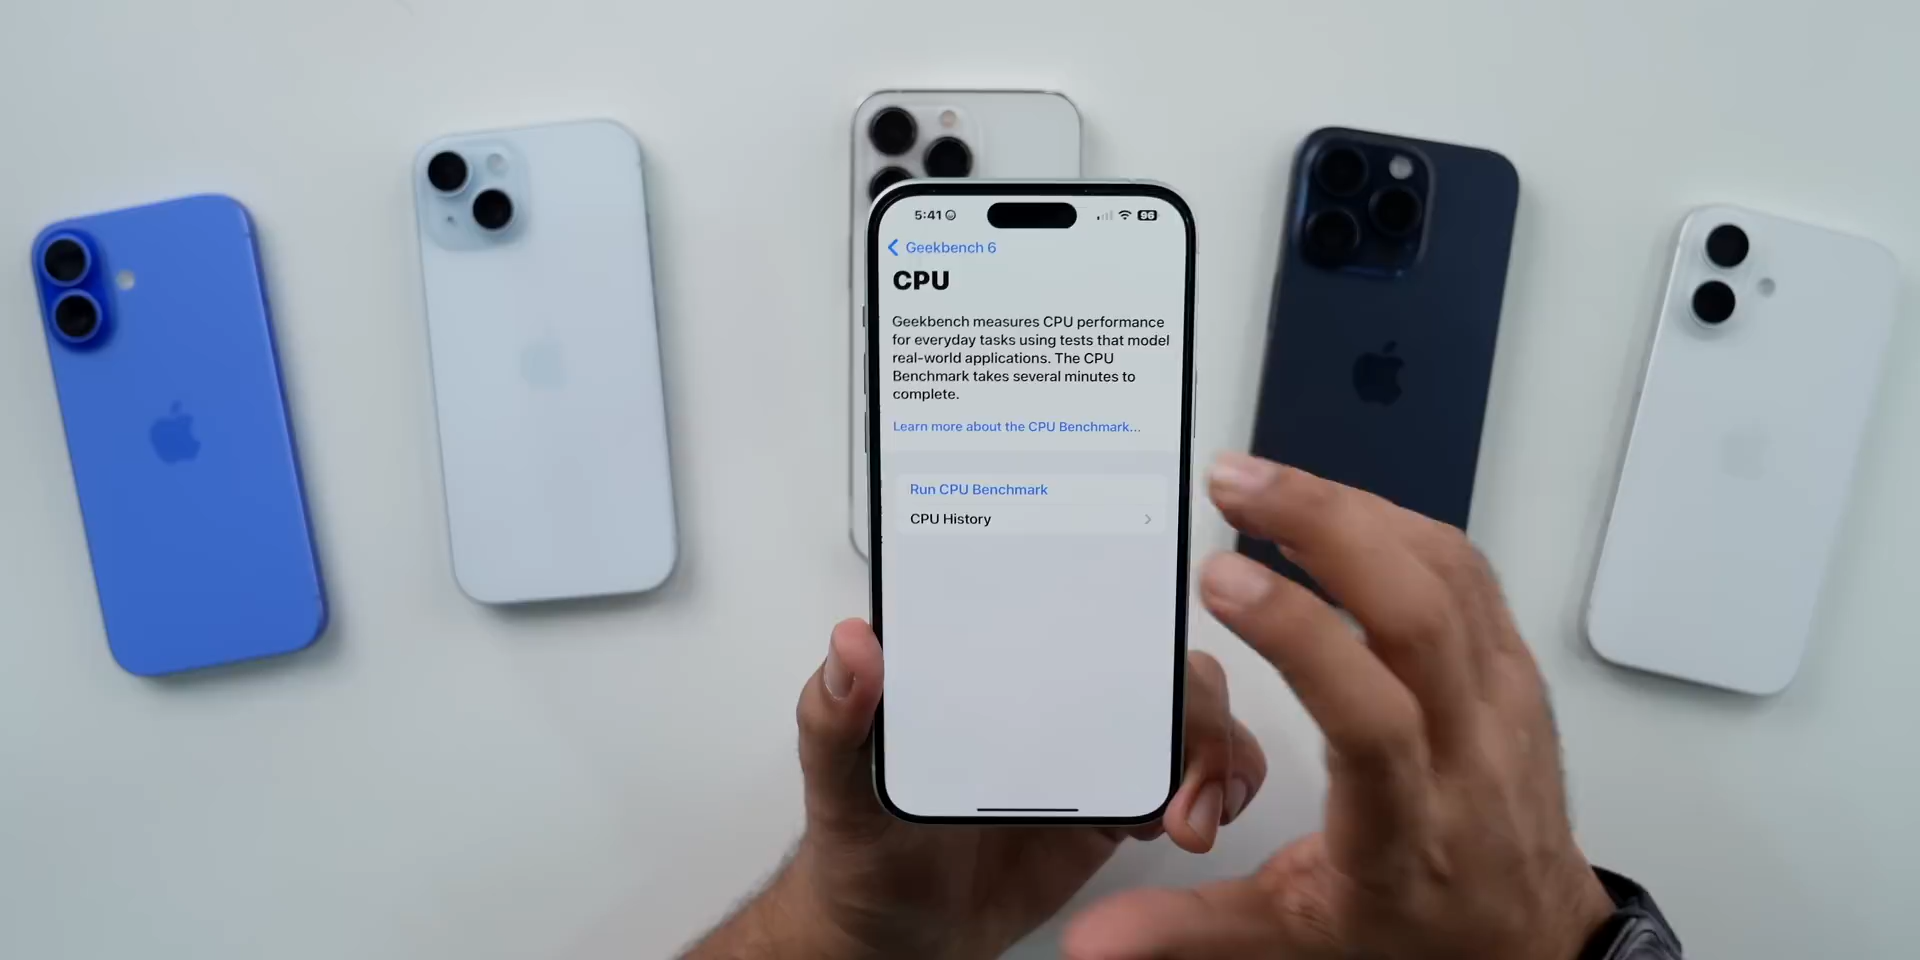 5:41
96
Geekbench 6
CPU
Geekbench measures CPU performance
for everyday tasks using tests that model
real-world applications. The CPU
Benchmark takes several minutes to
complete.
Learn more about the CPU Benchmark...
Run CPU Benchmark
CPU History